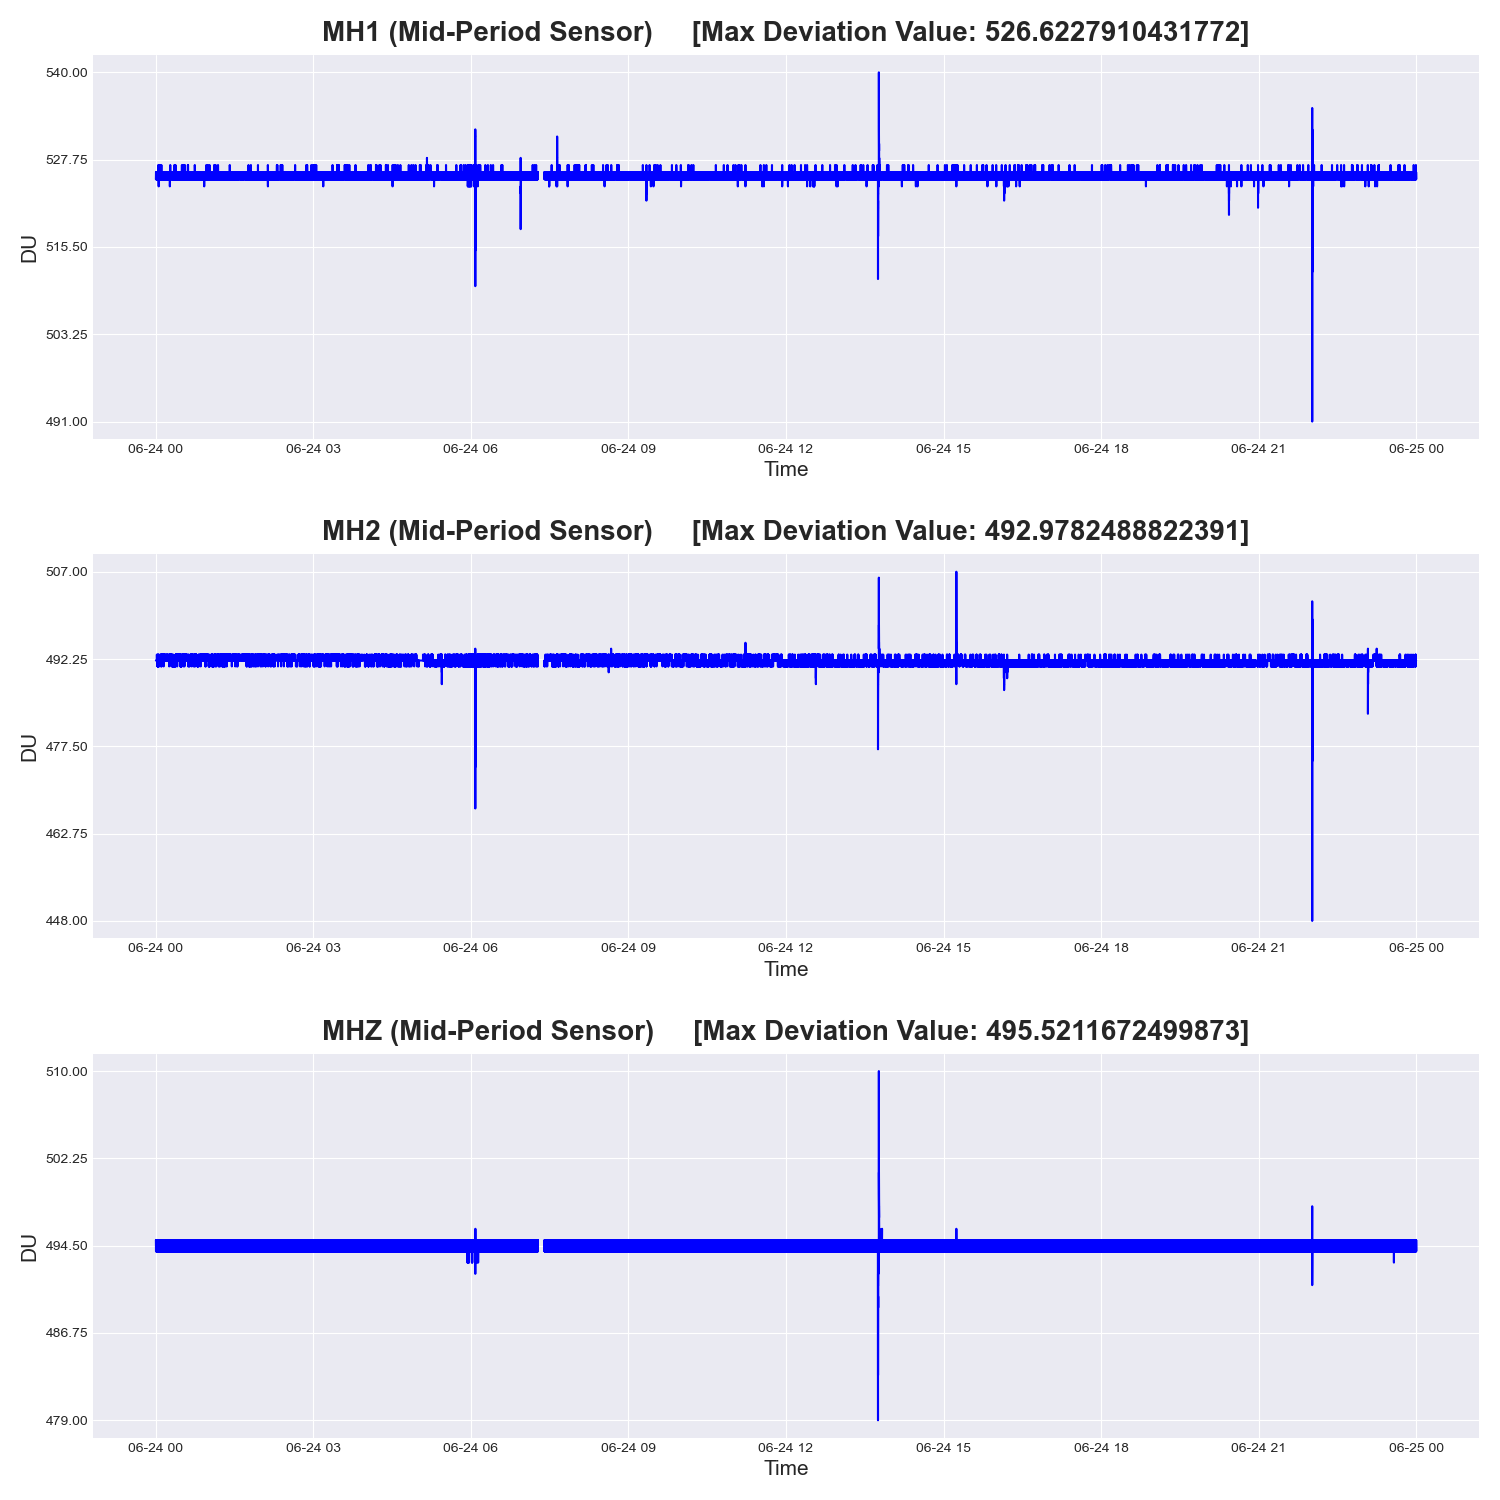 MH1 (Mid-Period Sensor) [Max Deviation Value: 526.6227910431772]
540.00
527.75
515.50
503.25
491.00
DU
06-24 00 06-24 03 06-24 06 06-24 09 06-24 12 06-24 15 06-24 18 06-24 21 06-25 00
Time
MH2 (Mid-Period Sensor) [Max Deviation Value: 492.9782488822391]
507.00
492.25
477.50
462.75
448.00
DU
06-24 00 06-24 03 06-24 06 06-24 09 06-24 12 06-24 15 06-24 18 06-24 21 06-25 00
Time
MHZ (Mid-Period Sensor) [Max Deviation Value: 495.5211672499873]
510.00
502.25
494.50
486.75
479.00
DU
06-24 00 06-24 03 06-24 06 06-24 09 06-24 12 06-24 15 06-24 18 06-24 21 06-25 00
Time